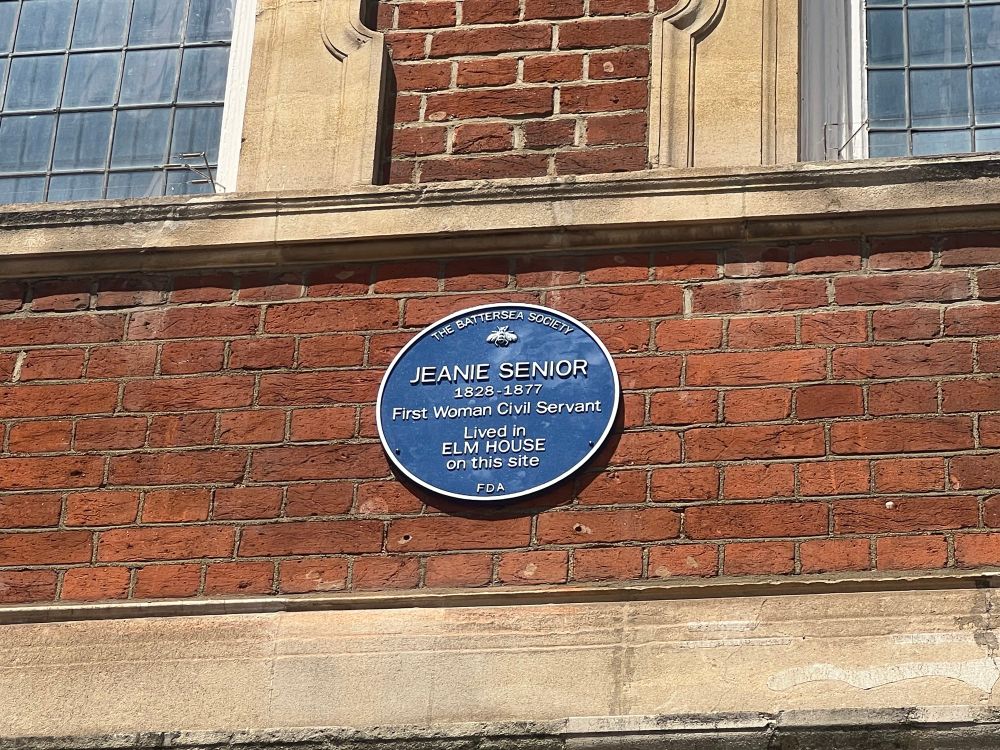 THE BATTERSEA SOCIETY
JEANIE SENIOR
1828-1877
First Woman Civil Servant
Lived in
ELM HOUSE
on this site
FDA